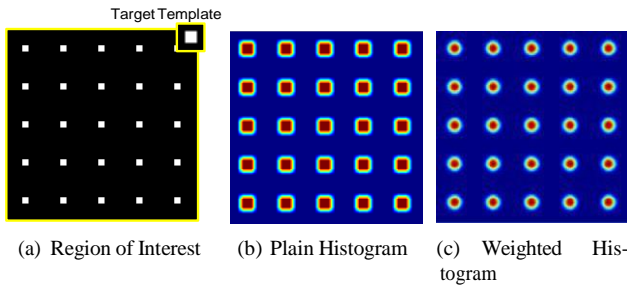 Target Template
(a) Region of Interest
(b) Plain Histogram
(c) Weighted His-
togram